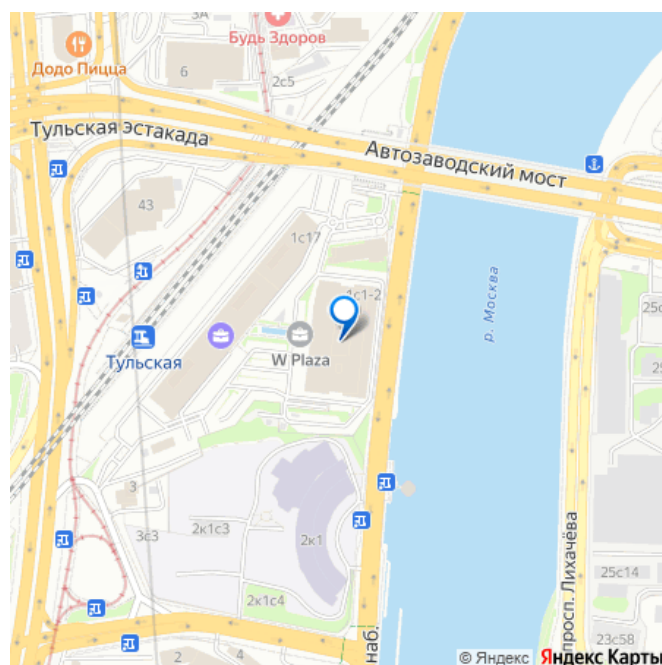 3А
Будь Здоров
Додо Пицца
6
2с5
Тульская эстакада
Автозаводский мост
43
1с17
1с1-2
р. Москва
25с
Тульская
W Plaza
25
3
3с3
2к1с3
2к1
просп. Лихачёва
25с14
2к1с4
23с58
наб.
2
4
© Яндекс Яндекс Карты